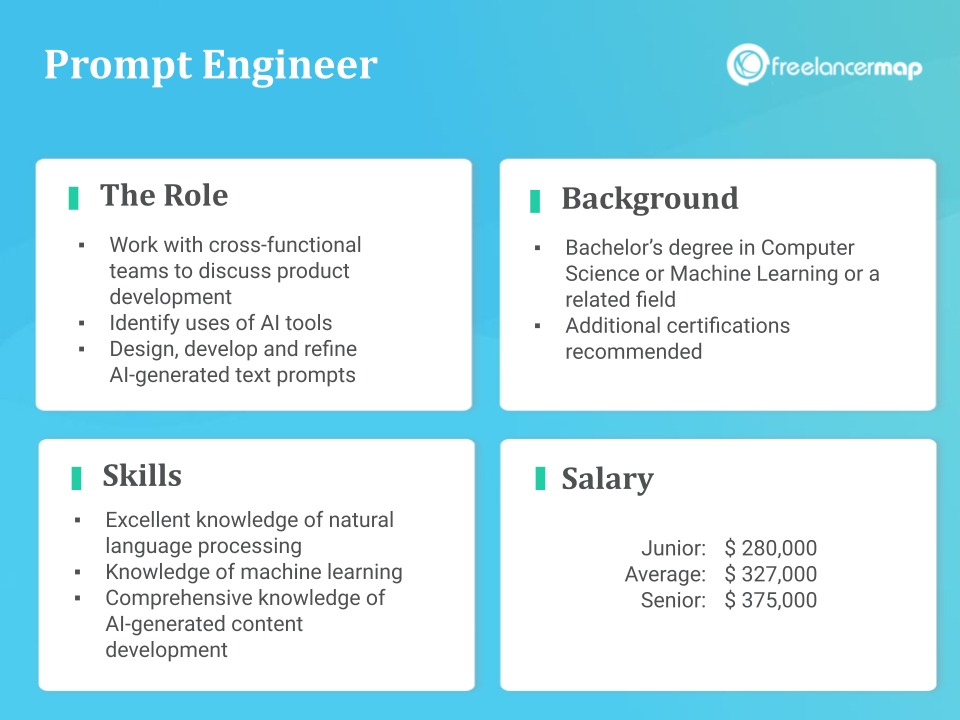 Prompt Engineer
freelancermap
The Role
▪ Work with cross-functional
teams to discuss product
development
▪ Identify uses of AI tools
▪ Design, develop and refine
AI-generated text prompts
Background
▪ Bachelor’s degree in Computer
Science or Machine Learning or a
related field
▪ Additional certifications
recommended
Skills
▪ Excellent knowledge of natural
language processing
▪ Knowledge of machine learning
▪ Comprehensive knowledge of
AI-generated content
development
Salary
Junior: $ 280,000
Average: $ 327,000
Senior: $ 375,000